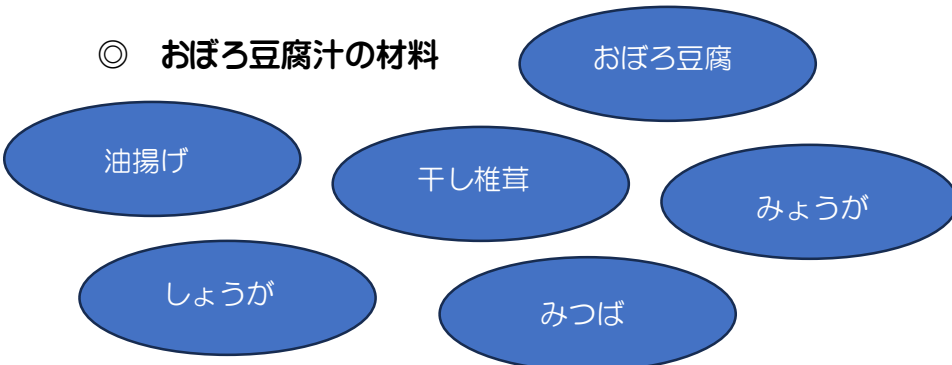 ◎ おぼろ豆腐汁の材料
おぼろ豆腐
油揚げ
干し椎茸
みょうが
しょうが
みつば